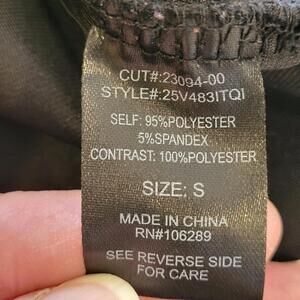 CUT#:23094-00
STYLE#:25V483ITQI
SELF: 95%POLYESTER
5%SPANDEX
CONTRAST: 100%POLYESTER
SIZE: S
MADE IN CHINA
RN#106289
SEE REVERSE SIDE
FOR CARE